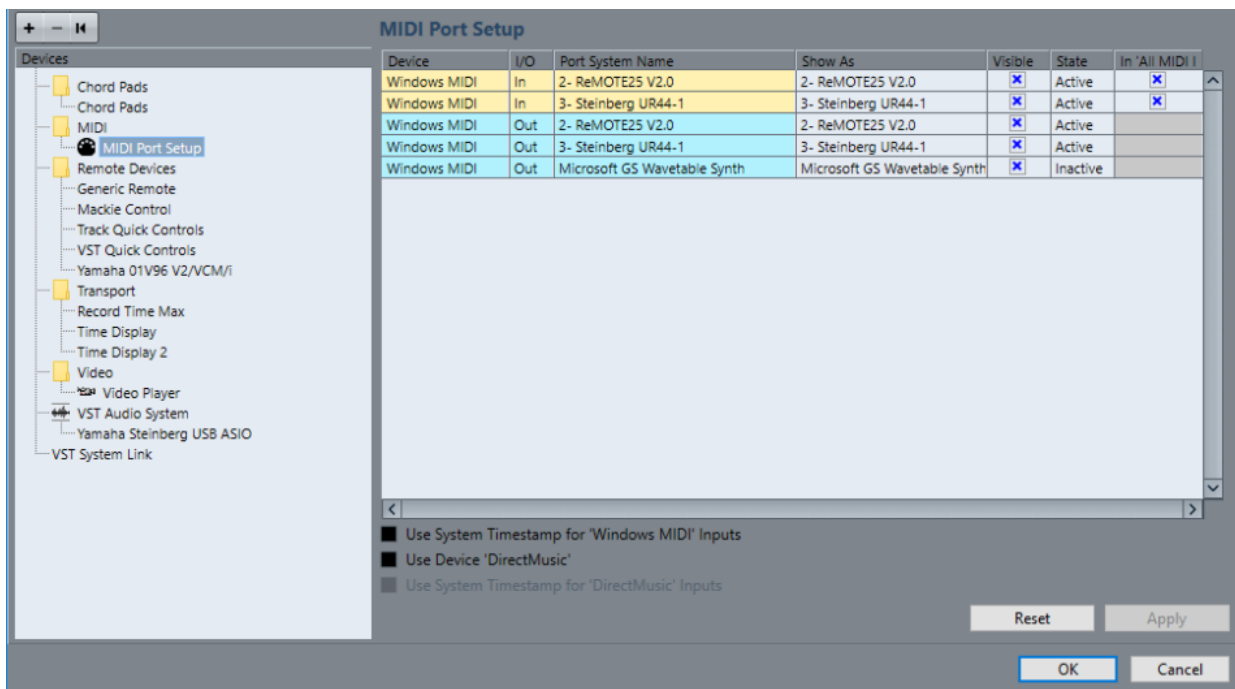 MIDI Port Setup
Devices
Chord Pads
Chord Pads
MIDI
MIDI Port Setup
Remote Devices
Generic Remote
Mackie Control
Track Quick Controls
VST Quick Controls
Yamaha 01V96 V2/VCM/i
Transport
Record Time Max
Time Display
Time Display 2
Video
Video Player
VST Audio System
Yamaha Steinberg USB ASIO
VST System Link
Device I/O Port System Name Show As Visible State In 'All MIDI I
Windows MIDI In 2- ReMOTE25 V2.0 2- ReMOTE25 V2.0 Active
Windows MIDI In 3- Steinberg UR44-1 3- Steinberg UR44-1 Active
Windows MIDI Out 2- ReMOTE25 V2.0 2- ReMOTE25 V2.0 Active
Windows MIDI Out 3- Steinberg UR44-1 3- Steinberg UR44-1 Active
Windows MIDI Out Microsoft GS Wavetable Synth Microsoft GS Wavetable Synth Inactive
Use System Timestamp for 'Windows MIDI' Inputs
Use Device 'DirectMusic'
Use System Timestamp for 'DirectMusic' Inputs
Reset Apply
OK Cancel